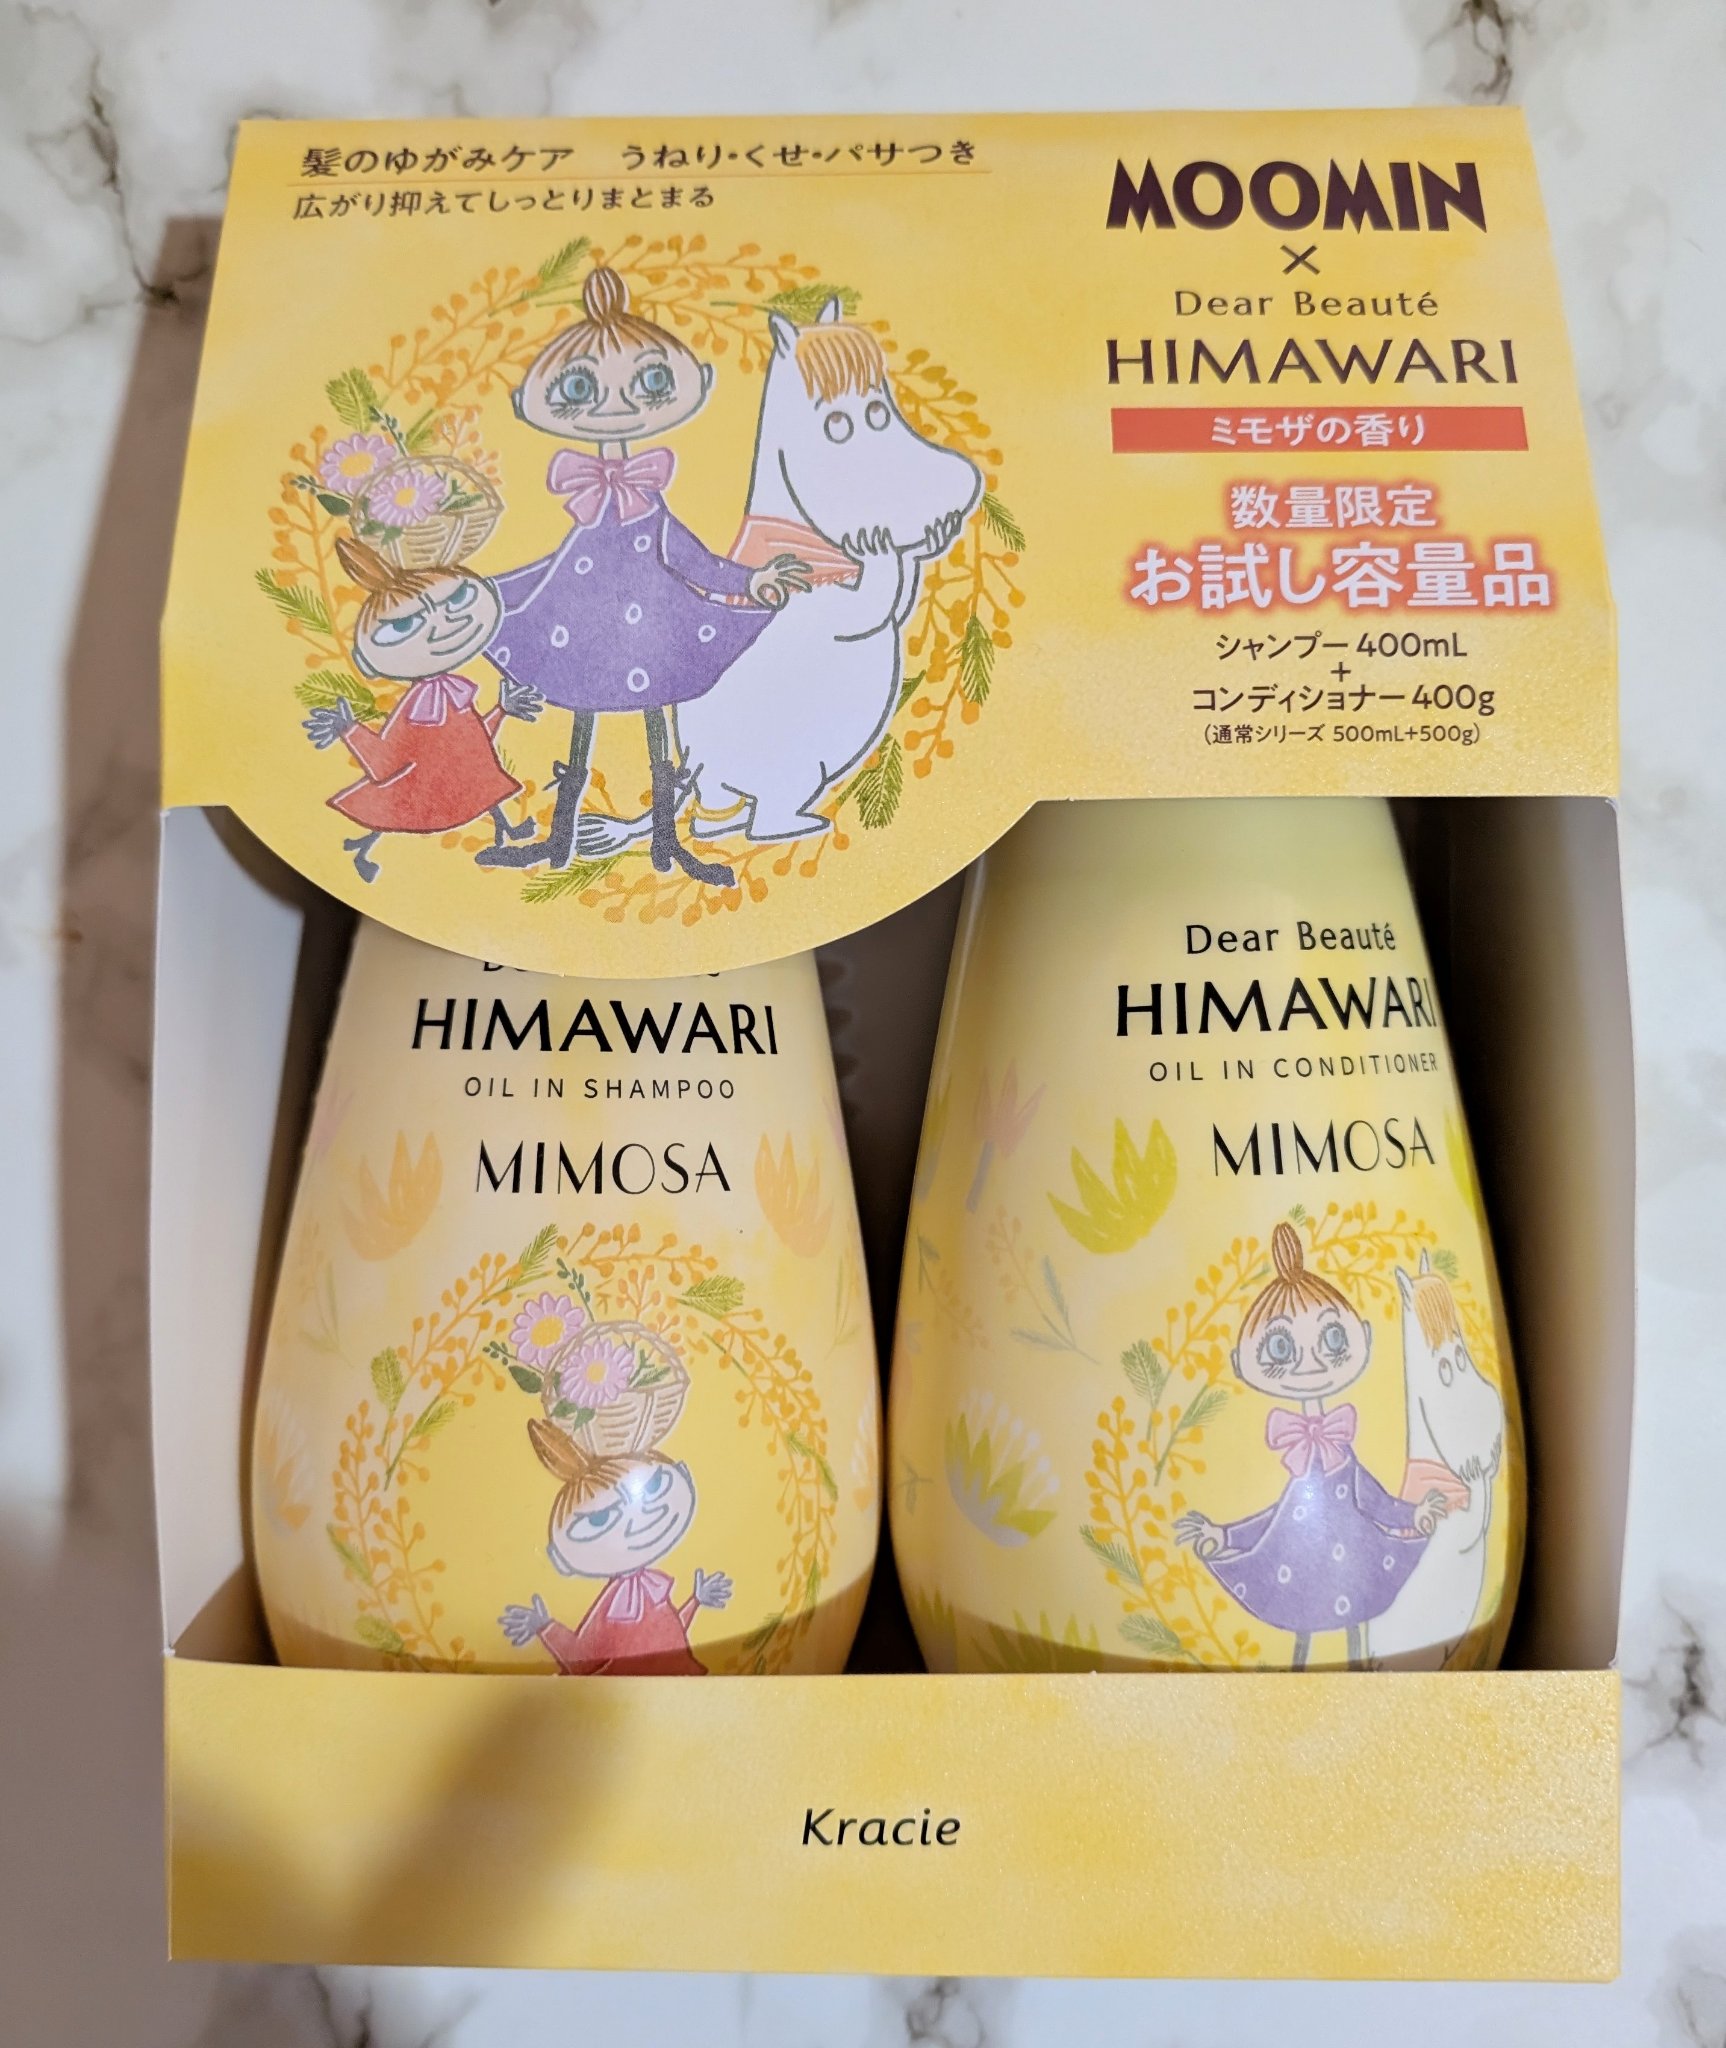 髪のゆがみケア うねり・くせ・パサつき
広がり抑えてしっとりまとまる
MOOMIN
×
Dear Beauté
HIMAWARI
ミモザの香り
数量限定
お試し容量品
シャンプー400mL
+
コンディショナー400g
(通常シリーズ 500mL+500g)
HIMAWARI
OIL IN SHAMPOO
MIMOSA
Dear Beauté
HIMAWARI
OIL IN CONDITIONER
MIMOSA
Kracie